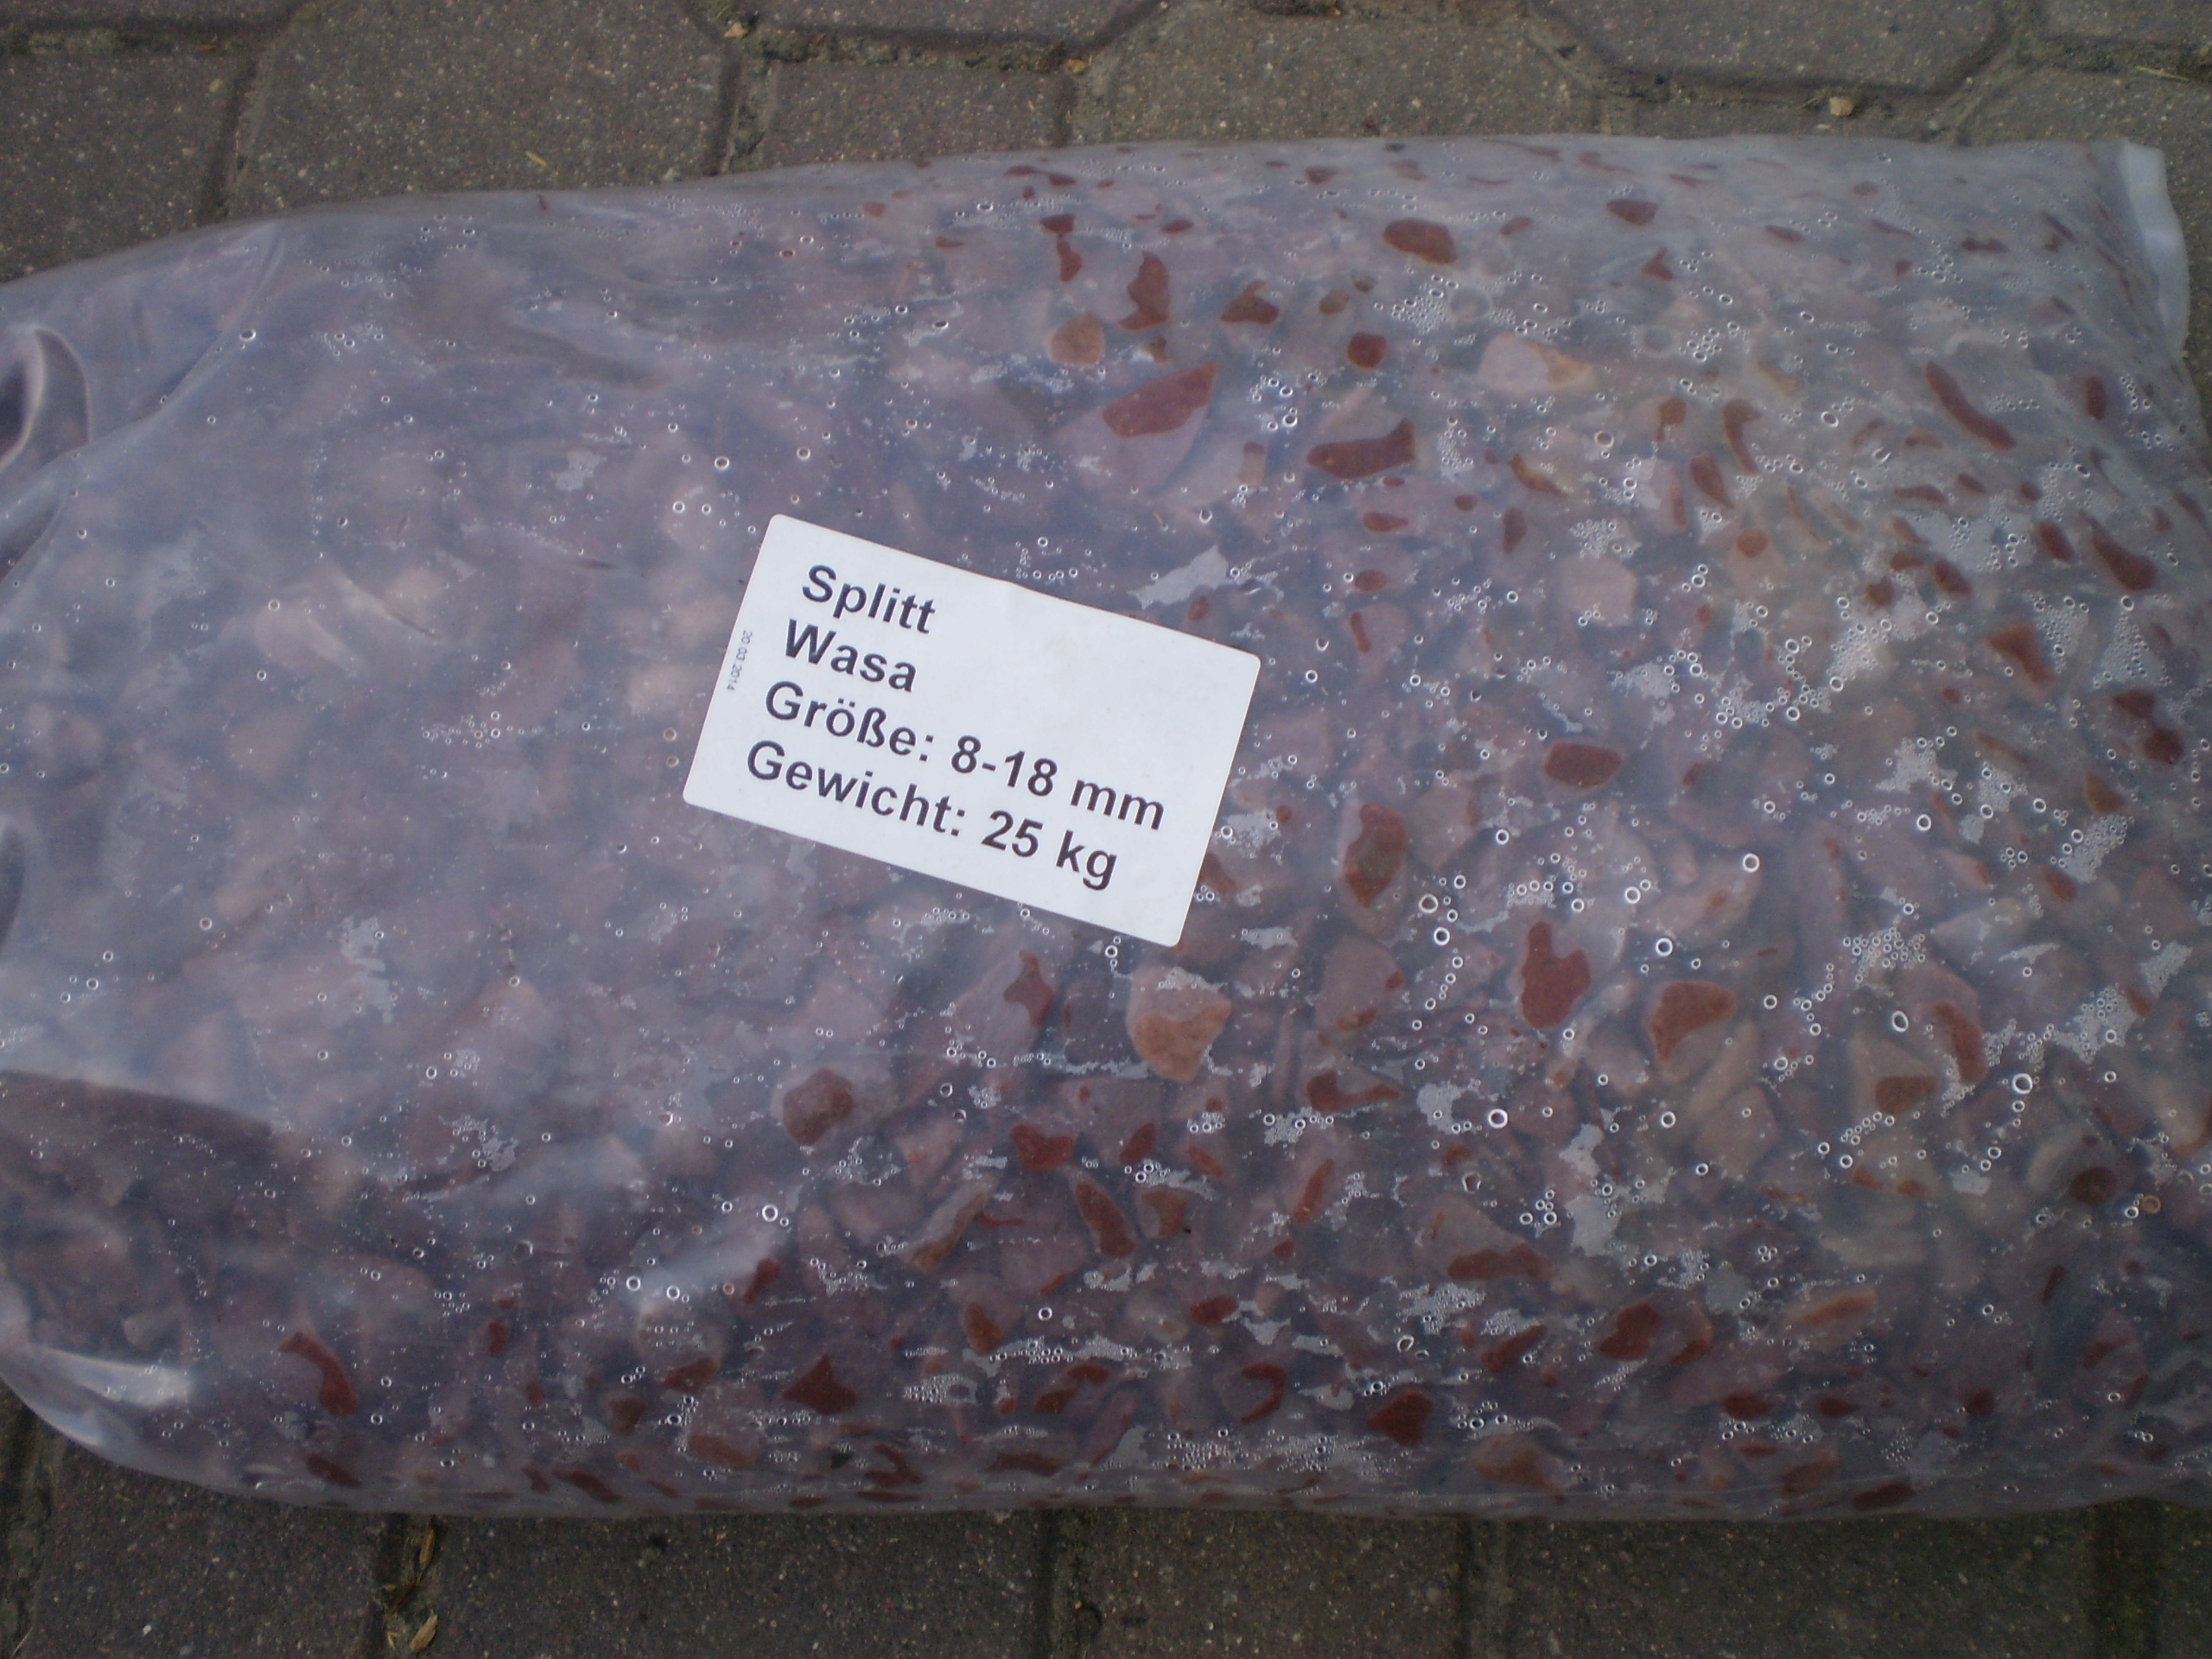 Splitt
Wasa
Größe: 8-18 mm
Gewicht: 25 kg
20.03.2014